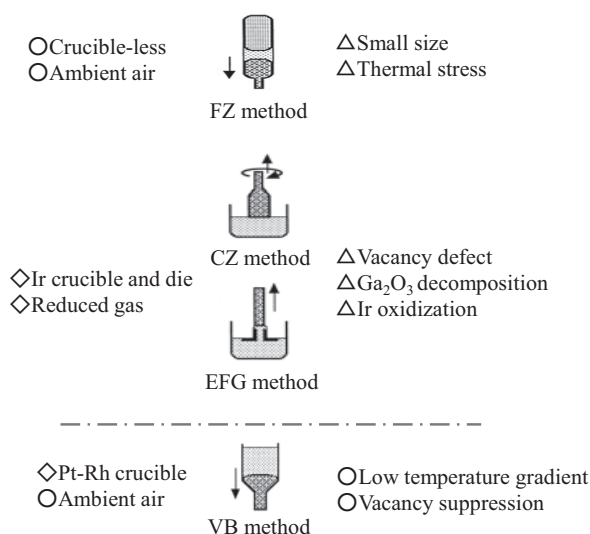 ○Crucible-less
○Ambient air
△Small size
△Thermal stress
FZ method
CZ method
◇Ir crucible and die
◇Reduced gas
△Vacancy defect
△Ga₂O₃ decomposition
△Ir oxidization
EFG method
◇Pt-Rh crucible
○Ambient air
○Low temperature gradient
○Vacancy suppression
VB method